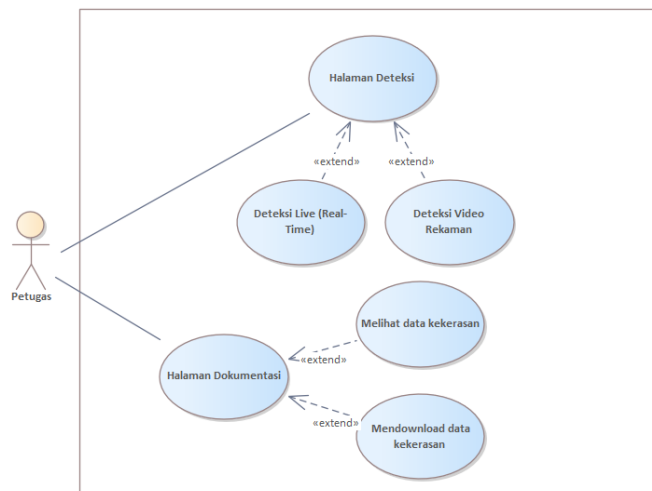 Halaman Deteksi
«extend»
«extend»
Deteksi Live (Real-
Time)
Deteksi Video
Rekaman
Petugas
Melihat data kekerasan
«extend»
Halaman Dokumentasi
«extend»
Mendownload data
kekerasan